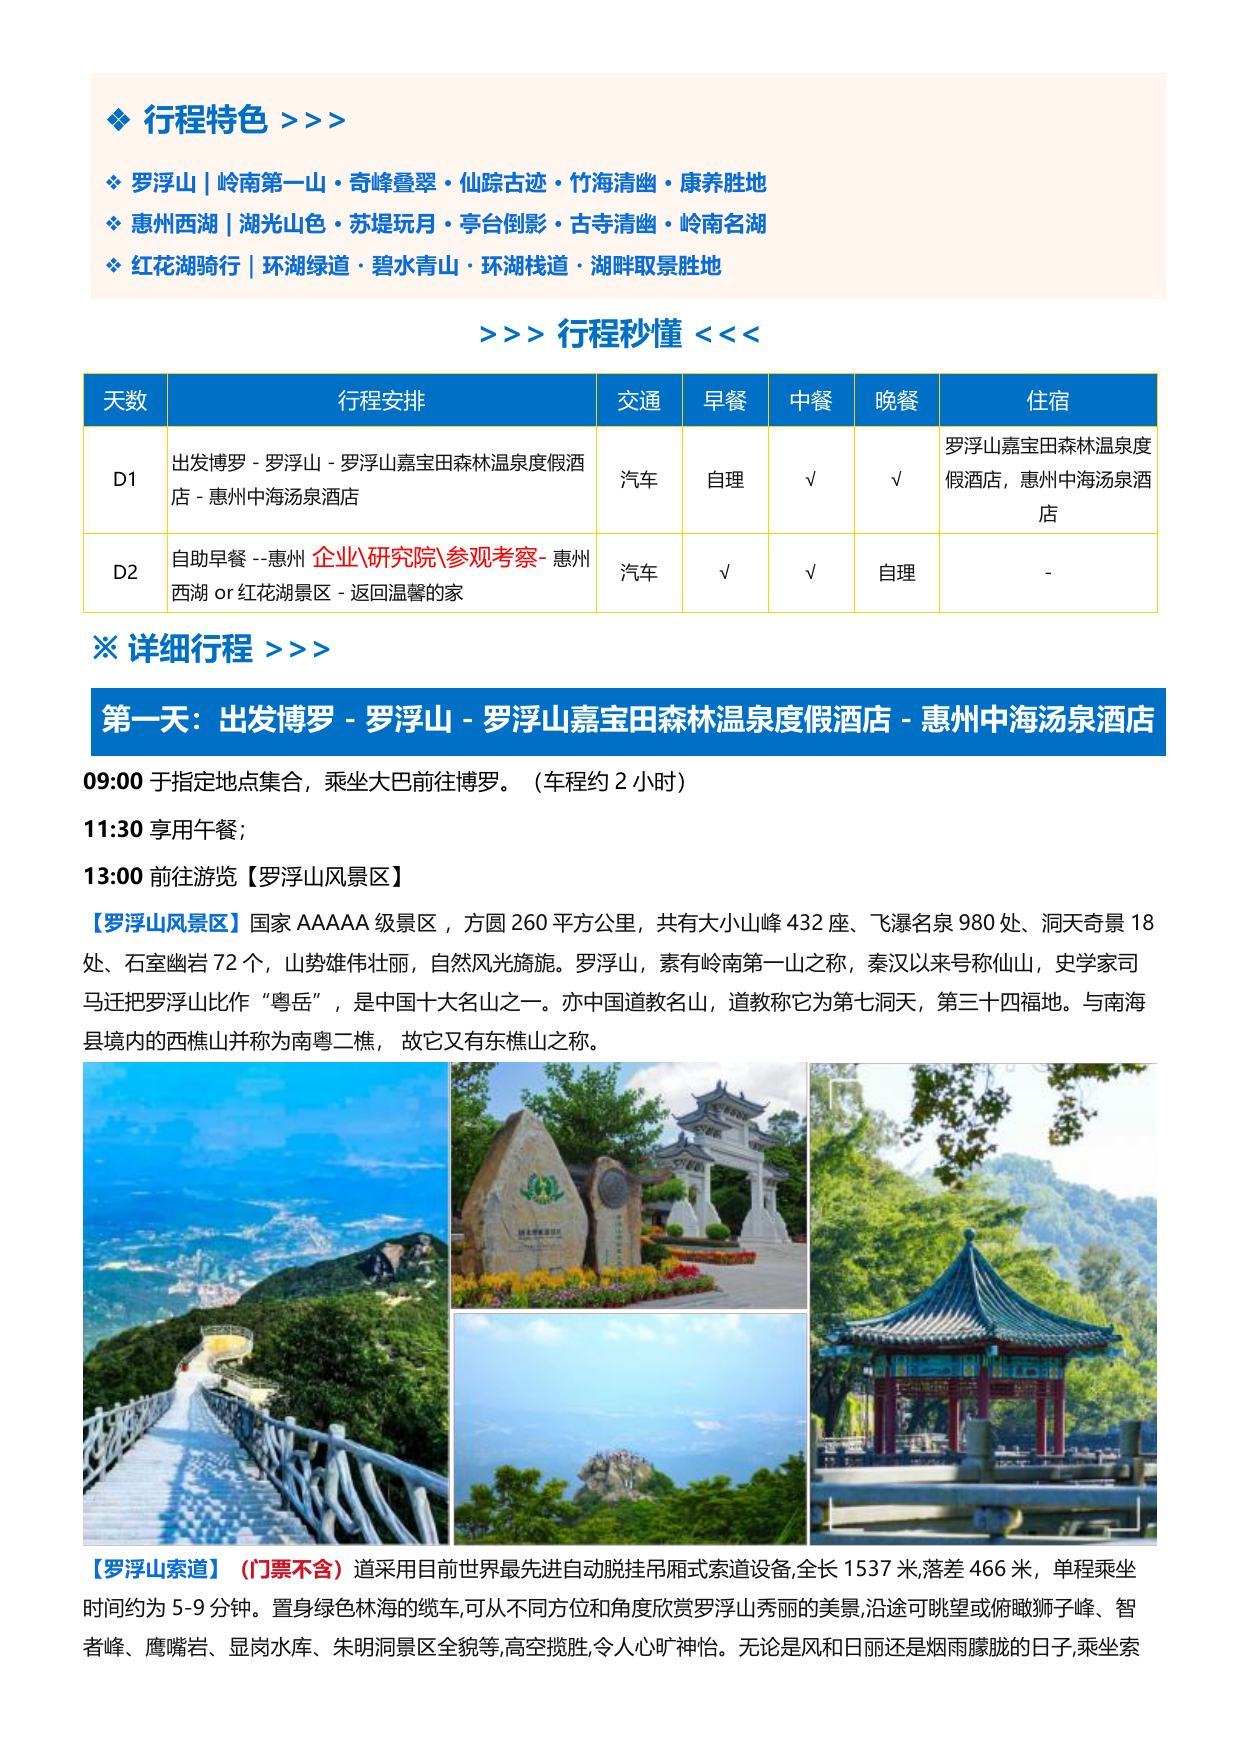 ❖ 行程特色 >>>
❖ 罗浮山 | 岭南第一山 • 奇峰叠翠 • 仙踪古迹 • 竹海清幽 • 康养胜地
❖ 惠州西湖 | 湖光山色 • 苏堤玩月 • 亭台倒影 • 古寺清幽 • 岭南名湖
❖ 红花湖骑行 | 环湖绿道 · 碧水青山 · 环湖栈道 · 湖畔取景胜地
>>> 行程秒懂 <<<
天数 行程安排 交通 早餐 中餐 晚餐 住宿
D1 出发博罗 - 罗浮山 - 罗浮山嘉宝田森林温泉度假酒店 - 惠州中海汤泉酒店 汽车 自理 √ √ 罗浮山嘉宝田森林温泉度假酒店，惠州中海汤泉酒店
D2 自助早餐 --惠州 企业\研究院\参观考察- 惠州西湖 or 红花湖景区 - 返回温馨的家 汽车 √ √ 自理 -
※ 详细行程 >>>
第一天：出发博罗 - 罗浮山 - 罗浮山嘉宝田森林温泉度假酒店 - 惠州中海汤泉酒店
09:00 于指定地点集合，乘坐大巴前往博罗。（车程约 2 小时）
11:30 享用午餐；
13:00 前往游览【罗浮山风景区】
【罗浮山风景区】国家 AAAAA 级景区 ，方圆 260 平方公里，共有大小山峰 432 座、飞瀑名泉 980 处、洞天奇景 18
处、石室幽岩 72 个，山势雄伟壮丽，自然风光旖旎。罗浮山，素有岭南第一山之称，秦汉以来号称仙山，史学家司
马迁把罗浮山比作“粤岳”，是中国十大名山之一。亦中国道教名山，道教称它为第七洞天，第三十四福地。与南海
县境内的西樵山并称为南粤二樵， 故它又有东樵山之称。
【罗浮山索道】（门票不含）道采用目前世界最先进自动脱挂吊厢式索道设备,全长 1537 米,落差 466 米，单程乘坐
时间约为 5-9 分钟。置身绿色林海的缆车,可从不同方位和角度欣赏罗浮山秀丽的美景,沿途可眺望或俯瞰狮子峰、智
者峰、鹰嘴岩、显岗水库、朱明洞景区全貌等,高空揽胜,令人心旷神怡。无论是风和日丽还是烟雨朦胧的日子,乘坐索